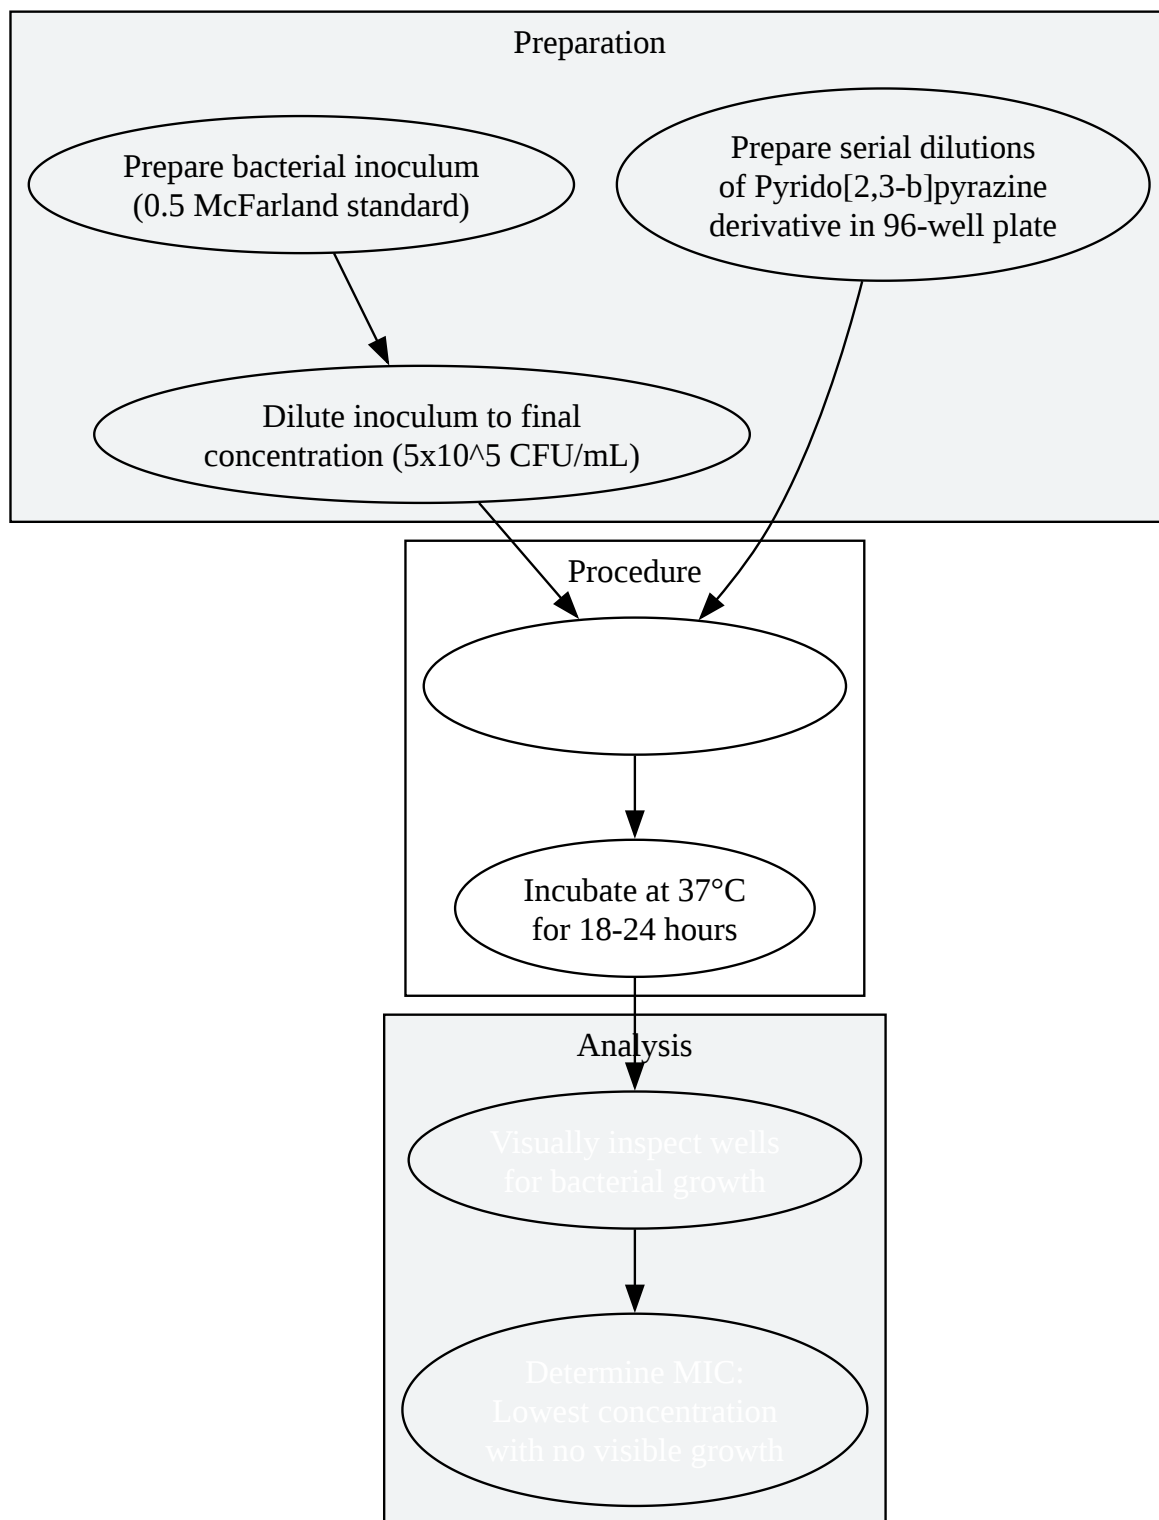 Preparation
Prepare bacterial inoculum
(0.5 McFarland standard)
Prepare serial dilutions
of Pyrido[2,3-b]pyrazine
derivative in 96-well plate
Dilute inoculum to final
concentration (5x10^5 CFU/mL)
Procedure
Incubate at 37°C
for 18-24 hours
Analysis
Visually inspect wells
for bacterial growth
Determine MIC:
Lowest concentration
with no visible growth